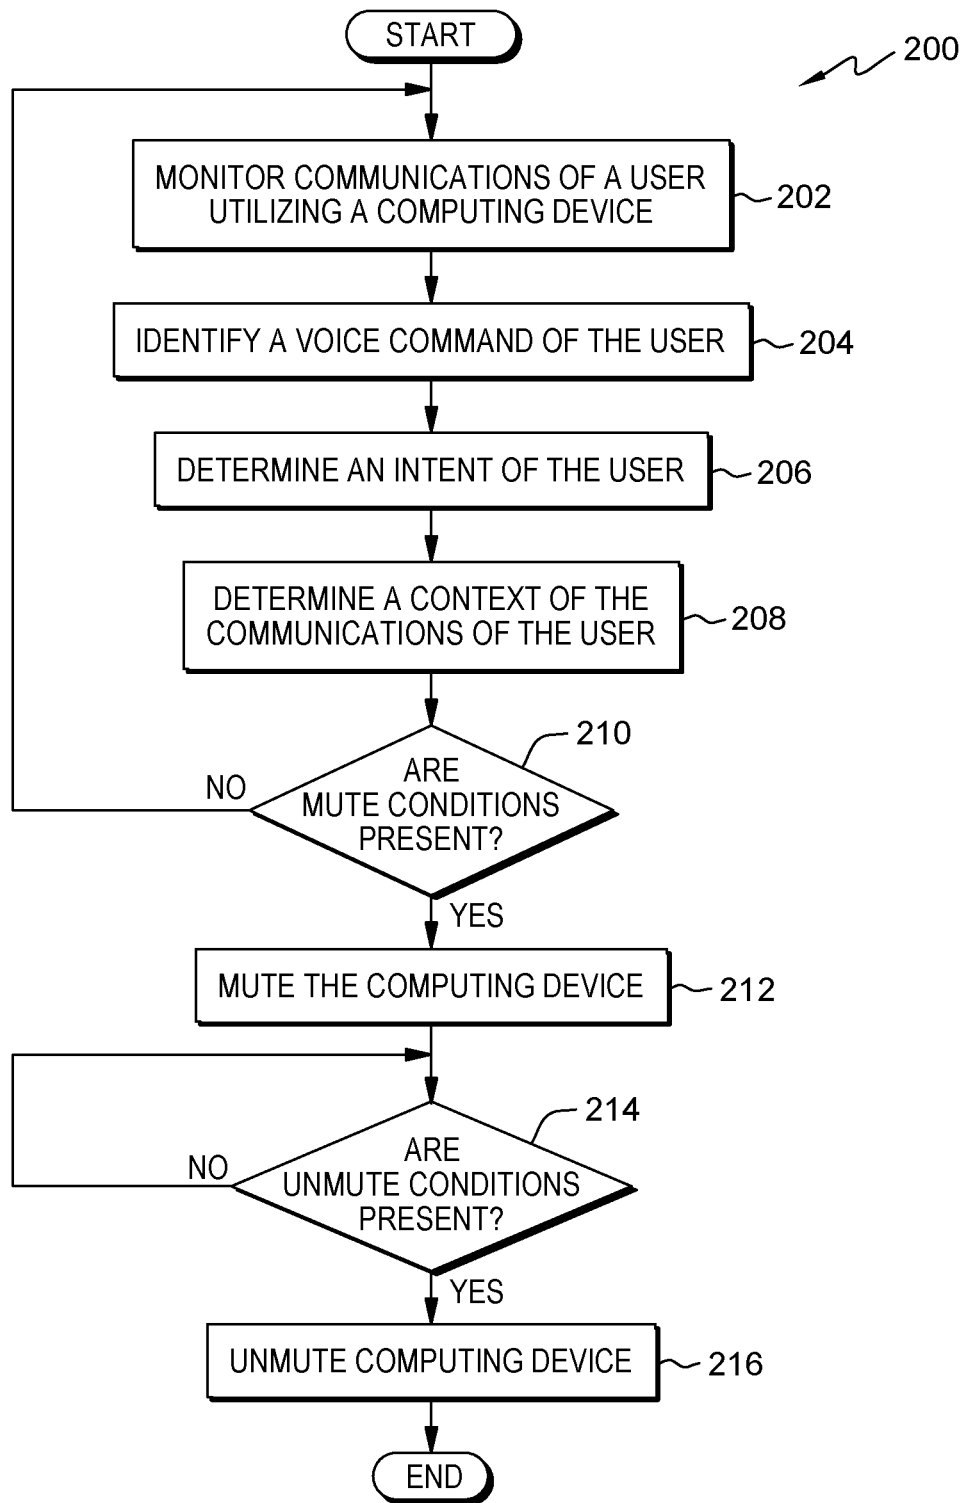 START
200
MONITOR COMMUNICATIONS OF A USER
UTILIZING A COMPUTING DEVICE
202
IDENTIFY A VOICE COMMAND OF THE USER
204
DETERMINE AN INTENT OF THE USER
206
DETERMINE A CONTEXT OF THE
COMMUNICATIONS OF THE USER
208
210
ARE
MUTE CONDITIONS
PRESENT?
NO
YES
MUTE THE COMPUTING DEVICE
212
214
ARE
UNMUTE CONDITIONS
PRESENT?
NO
YES
UNMUTE COMPUTING DEVICE
216
END